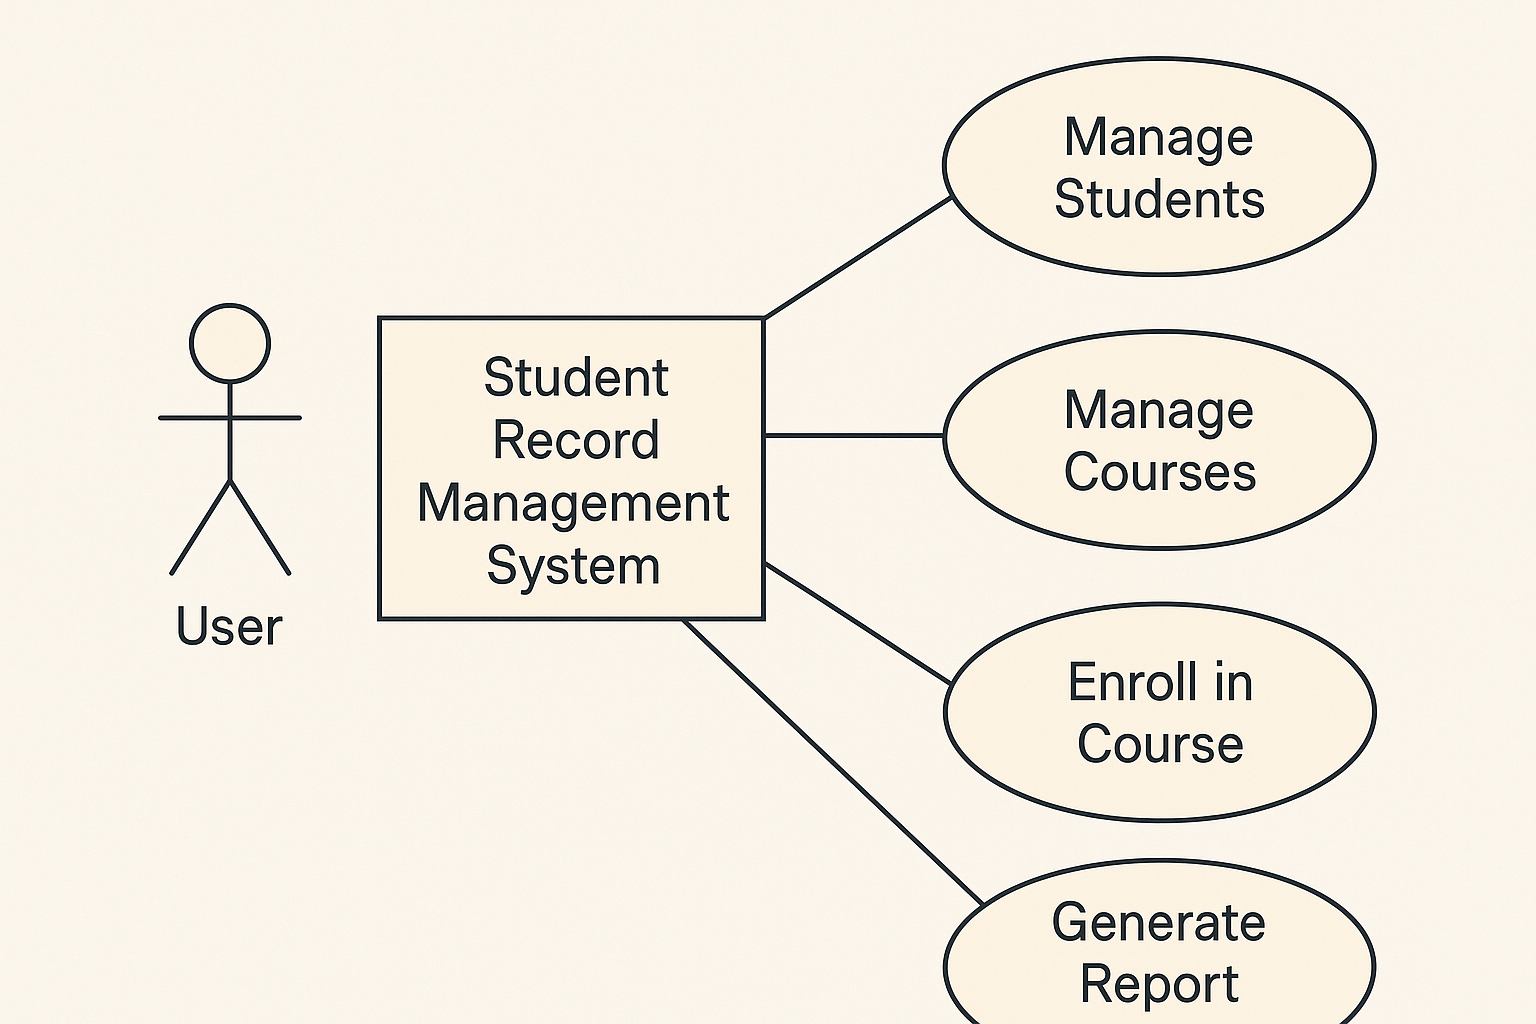 User
Student
Record
Management
System
Manage
Students
Manage
Courses
Enroll in
Course
Generate
Report